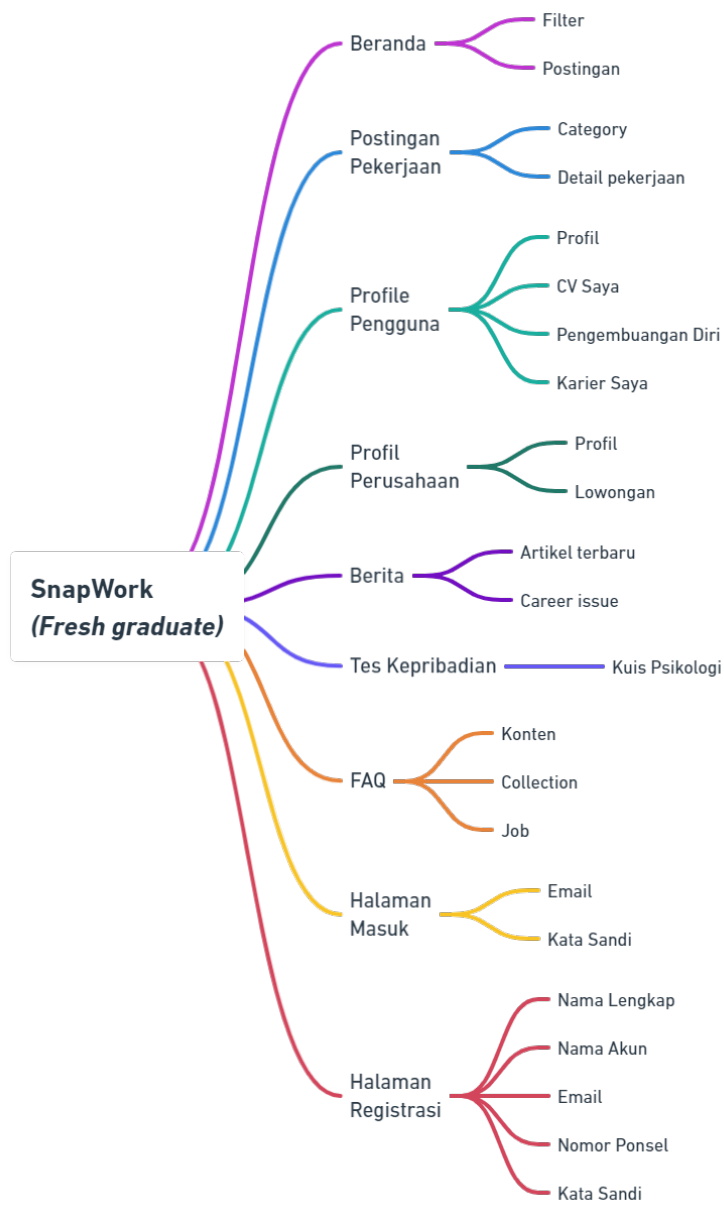 Beranda
Filter
Postingan
Postingan
Pekerjaan
Category
Detail pekerjaan
Profile
Pengguna
Profil
CV Saya
Pengembuangan Diri
Karier Saya
Profil
Perusahaan
Profil
Lowongan
SnapWork
(Fresh graduate)
Berita
Artikel terbaru
Career issue
Tes Kepribadian
Kuis Psikologi
FAQ
Konten
Collection
Job
Halaman
Masuk
Email
Kata Sandi
Halaman
Registrasi
Nama Lengkap
Nama Akun
Email
Nomor Ponsel
Kata Sandi